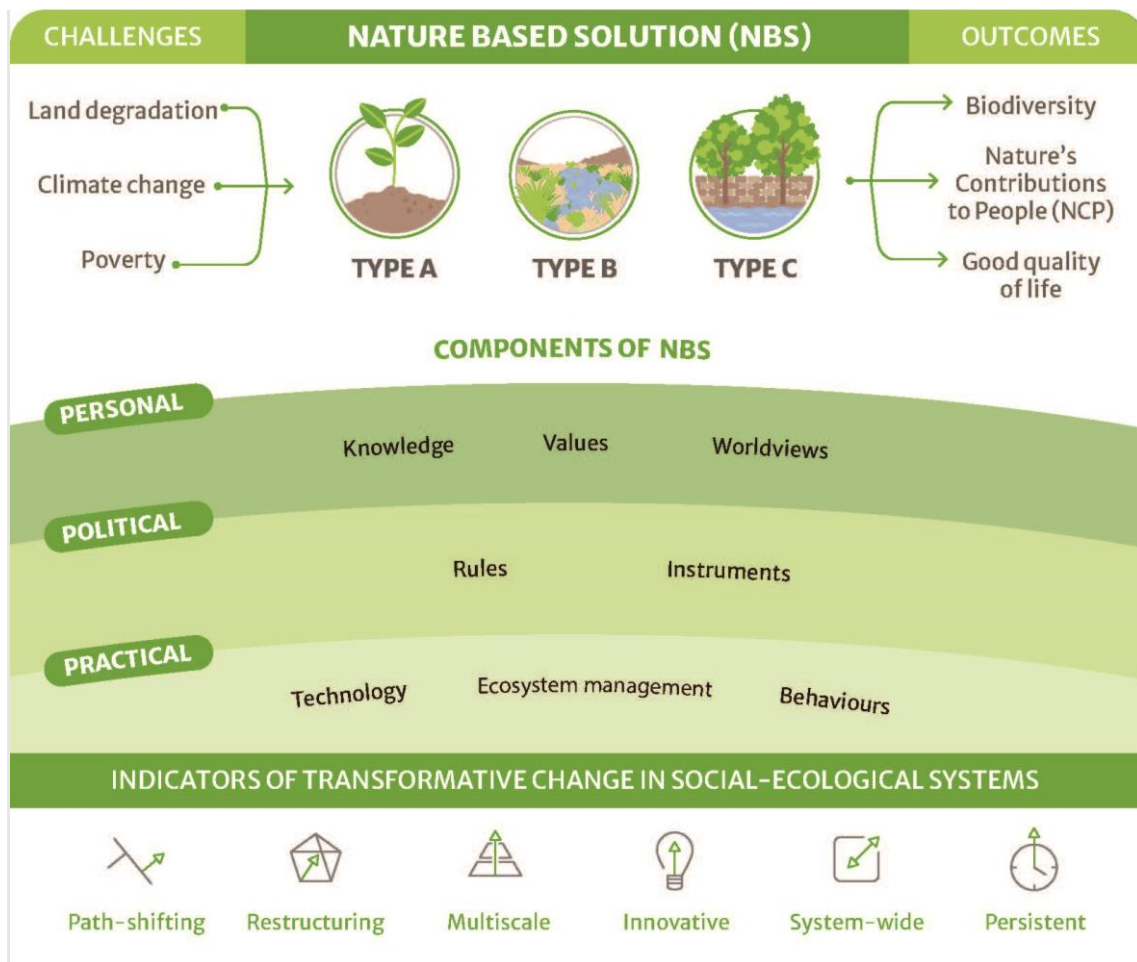 CHALLENGES
NATURE BASED SOLUTION (NBS)
OUTCOMES
Land degradation
Climate change
Poverty
TYPE A
TYPE B
TYPE C
Biodiversity
Nature's
Contributions
to People (NCP)
Good quality
of life
COMPONENTS OF NBS
PERSONAL
Knowledge
Values
Worldviews
POLITICAL
Rules
Instruments
PRACTICAL
Technology
Ecosystem management
Behaviours
INDICATORS OF TRANSFORMATIVE CHANGE IN SOCIAL-ECOLOGICAL SYSTEMS
Path-shifting
Restructuring
Multiscale
Innovative
System-wide
Persistent